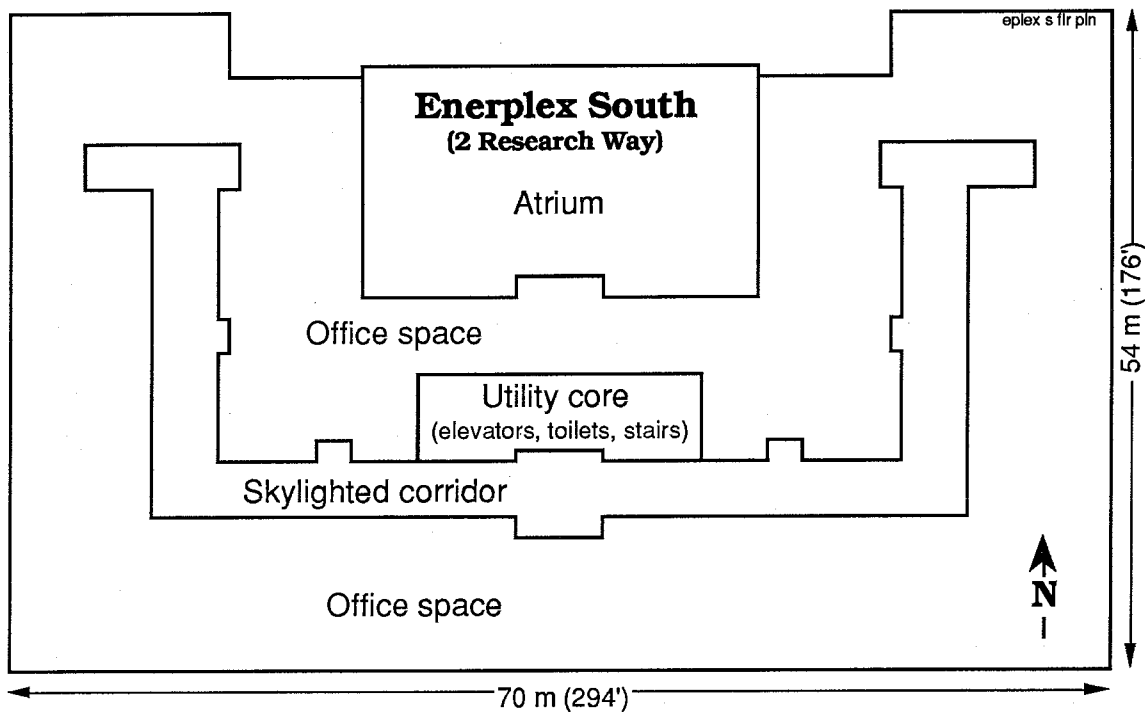 eplex s flr pln
Enerplex South
(2 Research Way)
Atrium
Office space
Utility core
(elevators, toilets, stairs)
Skylighted corridor
Office space
N
54 m (176')
70 m (294')